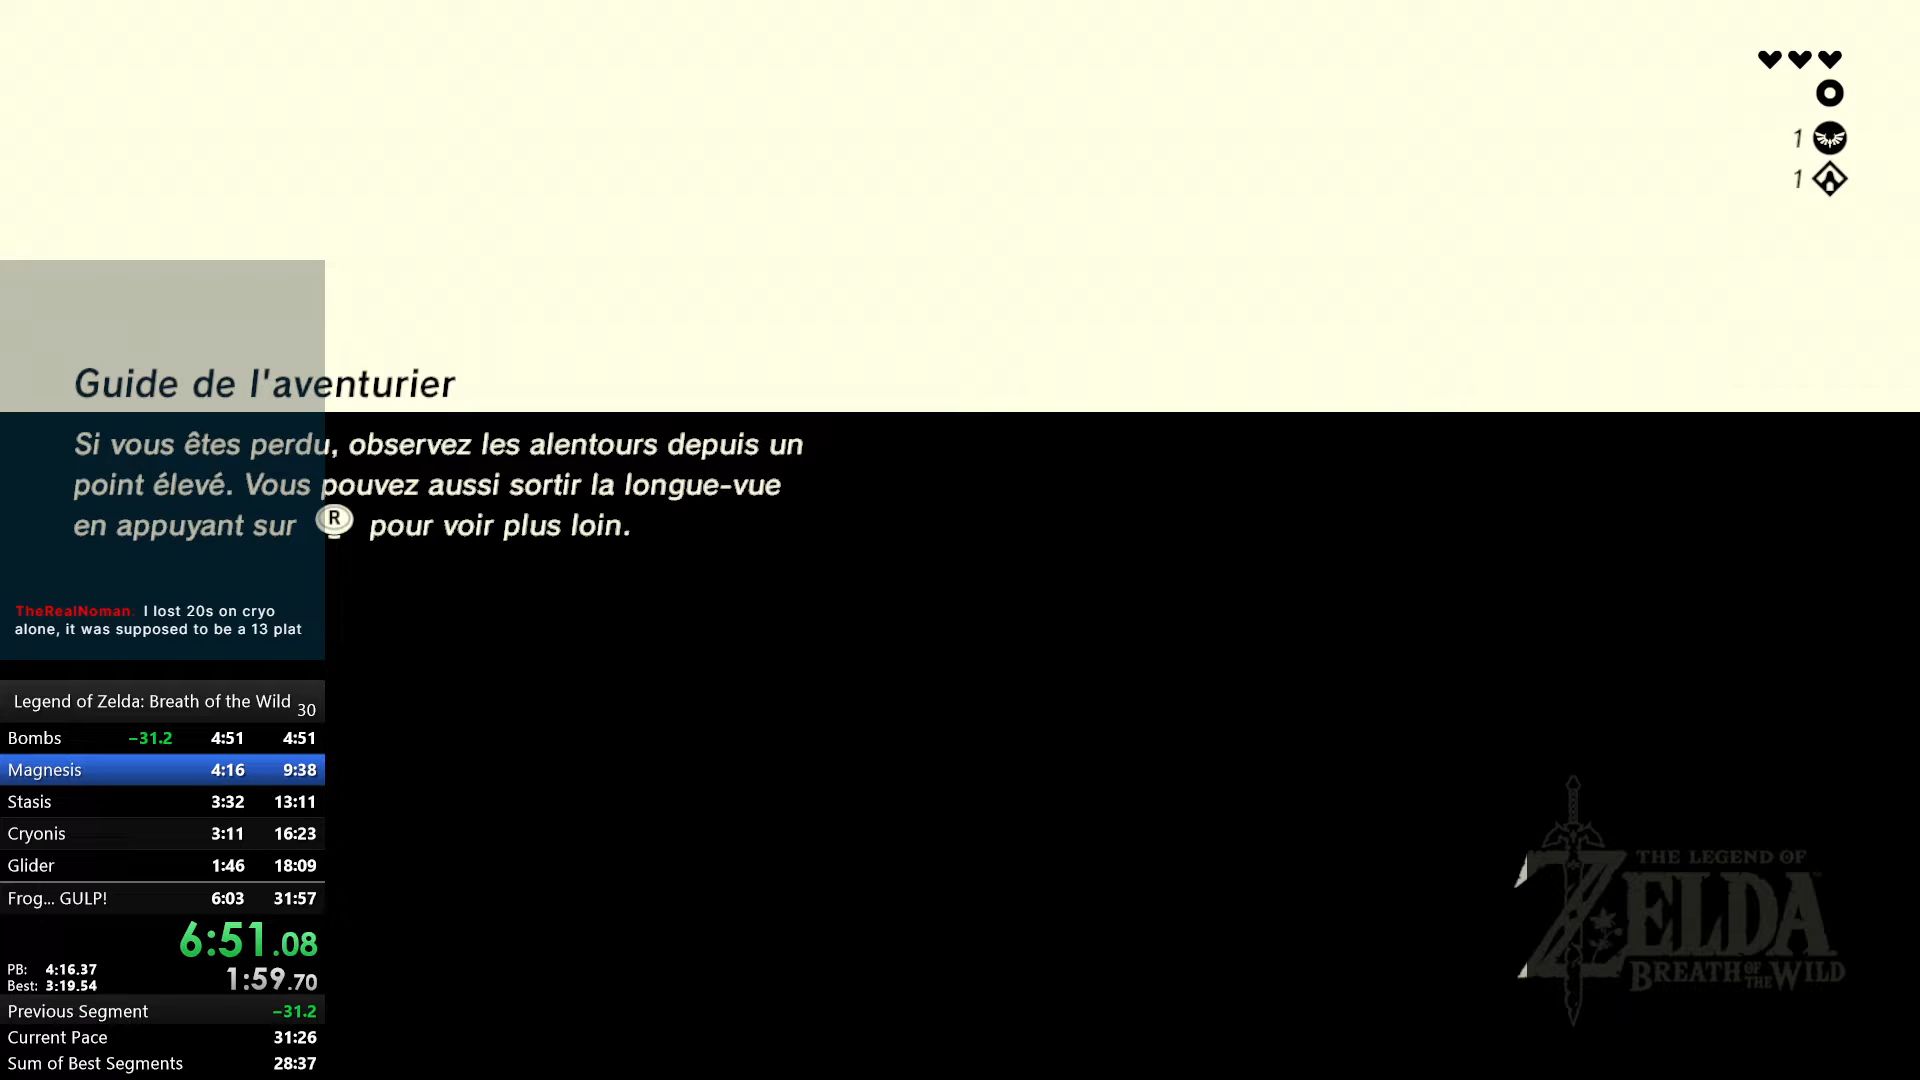 1
1
Guide de l'aventurier
Si vous êtes perdu, observez les alentours depuis un
point élevé. Vous pouvez aussi sortir la longue-vue
en appuyant sur R pour voir plus loin.
TheRealNoman: I lost 20s on cryo
alone, it was supposed to be a 13 plat
Legend of Zelda: Breath of the Wild 30
Bombs −31.2 4:51 4:51
Magnesis 4:16 9:38
Stasis 3:32 13:11
Cryonis 3:11 16:23
Glider 1:46 18:09
Frog... GULP! 6:03 31:57
6:51.08
PB: 4:16.37
Best: 3:19.54
1:59.70
Previous Segment −31.2
Current Pace 31:26
Sum of Best Segments 28:37
THE LEGEND OF
ZELDA
BREATH OF THE WILD